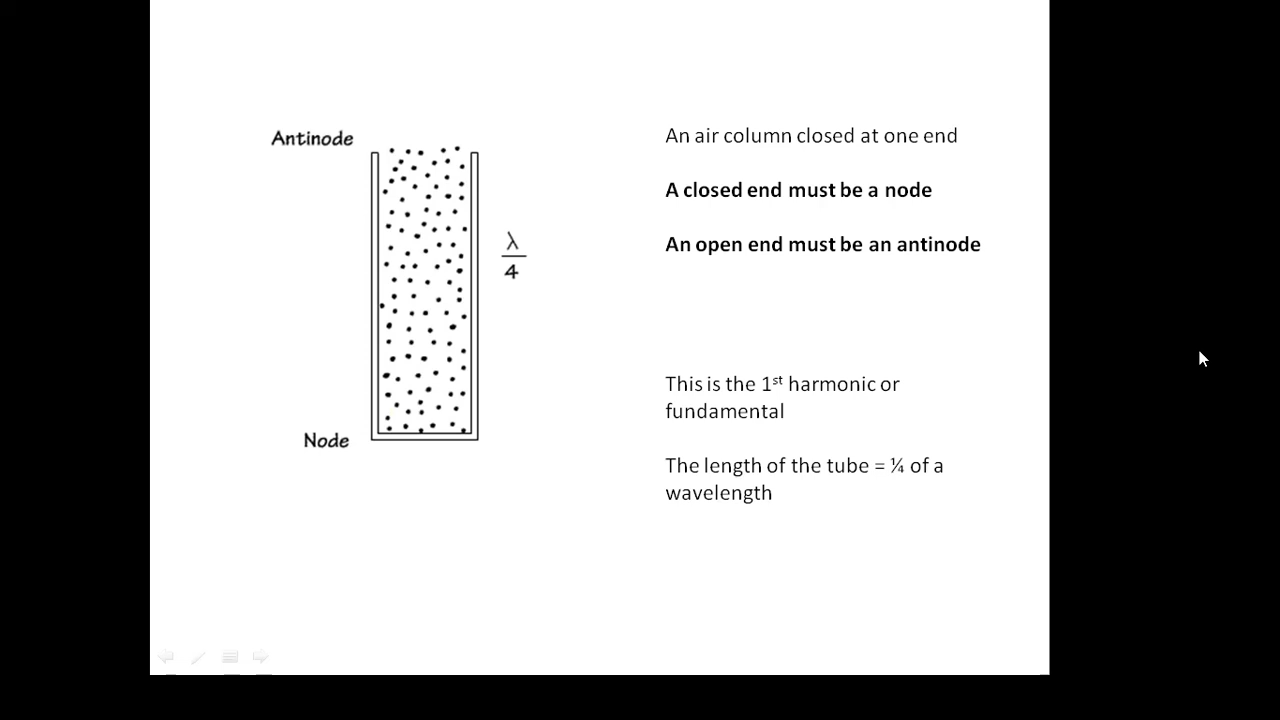 Antinode
λ
4
Node
An air column closed at one end
A closed end must be a node
An open end must be an antinode
This is the 1st harmonic or
fundamental
The length of the tube = ¼ of a
wavelength